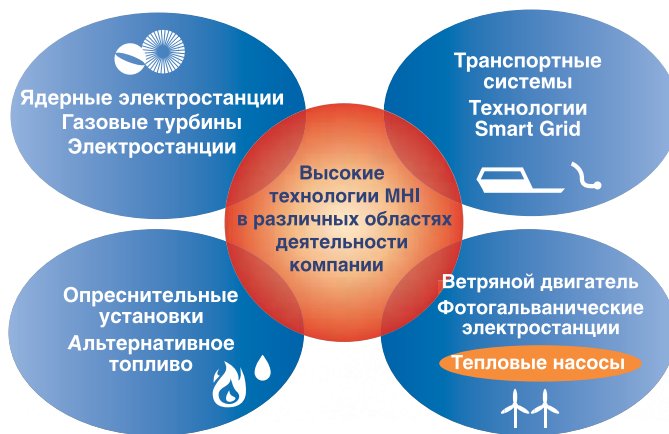 Ядерные электростанции
Газовые турбины
Электростанции
Транспортные
системы
Технологии
Smart Grid
Высокие
технологии MHI
в различных областях
деятельности
компании
Опреснительные
установки
Альтернативное
топливо
Ветряной двигатель
Фотогальванические
электростанции
Тепловые насосы